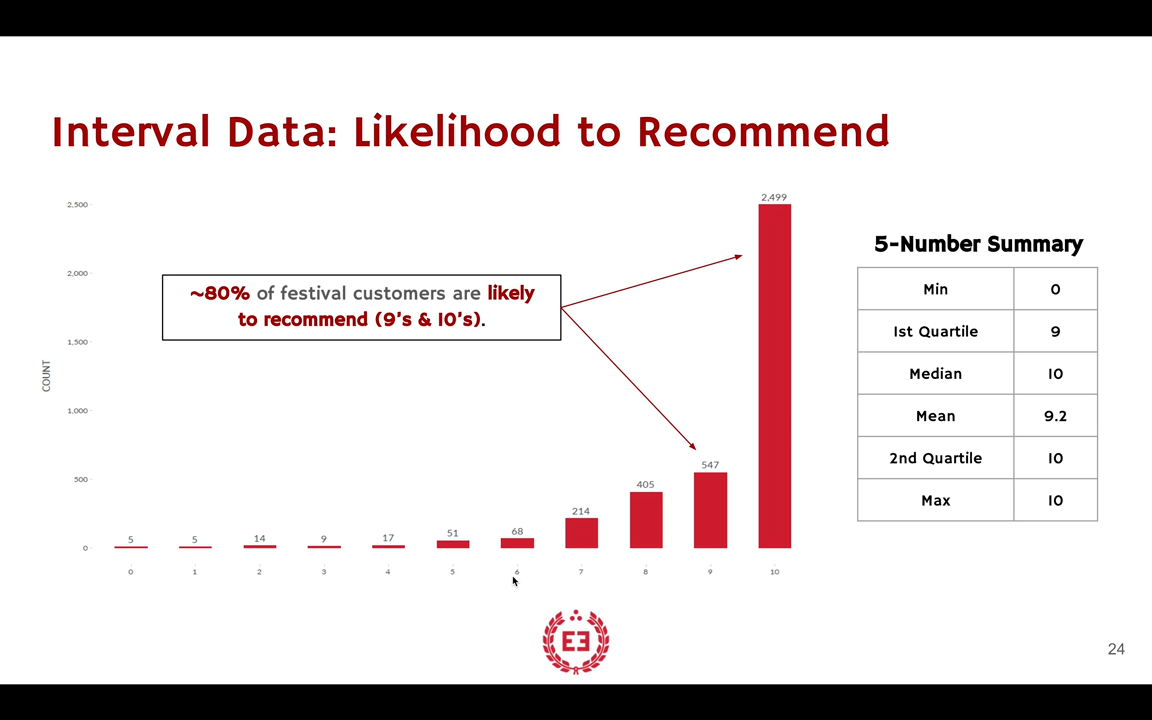 Interval Data: Likelihood to Recommend
2,500
2,000
1,500
1,000
500
0
COUNT
~80% of festival customers are likely
to recommend (9's & 10's).
5
5
14
9
17
51
68
214
405
547
2,499
0 1 2 3 4 5 6 7 8 9 10
5-Number Summary
Min 0
1st Quartile 9
Median 10
Mean 9.2
2nd Quartile 10
Max 10
EE
24